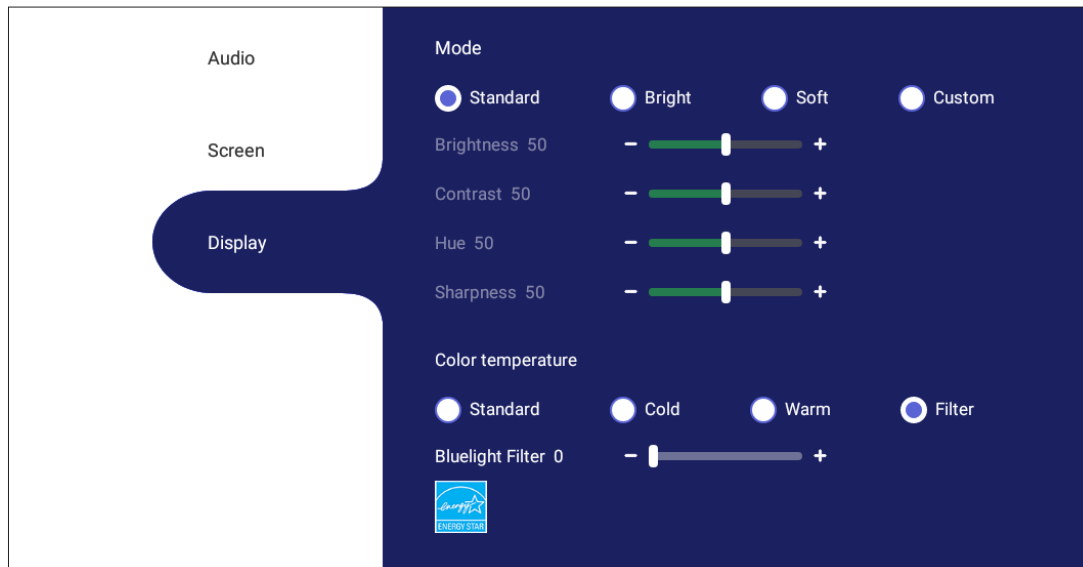 Audio
Screen
Display
Mode
Standard Bright Soft Custom
Brightness 50 - +
Contrast 50 - +
Hue 50 - +
Sharpness 50 - +
Color temperature
Standard Cold Warm Filter
Bluelight Filter 0 - +
energy
ENERGY STAR